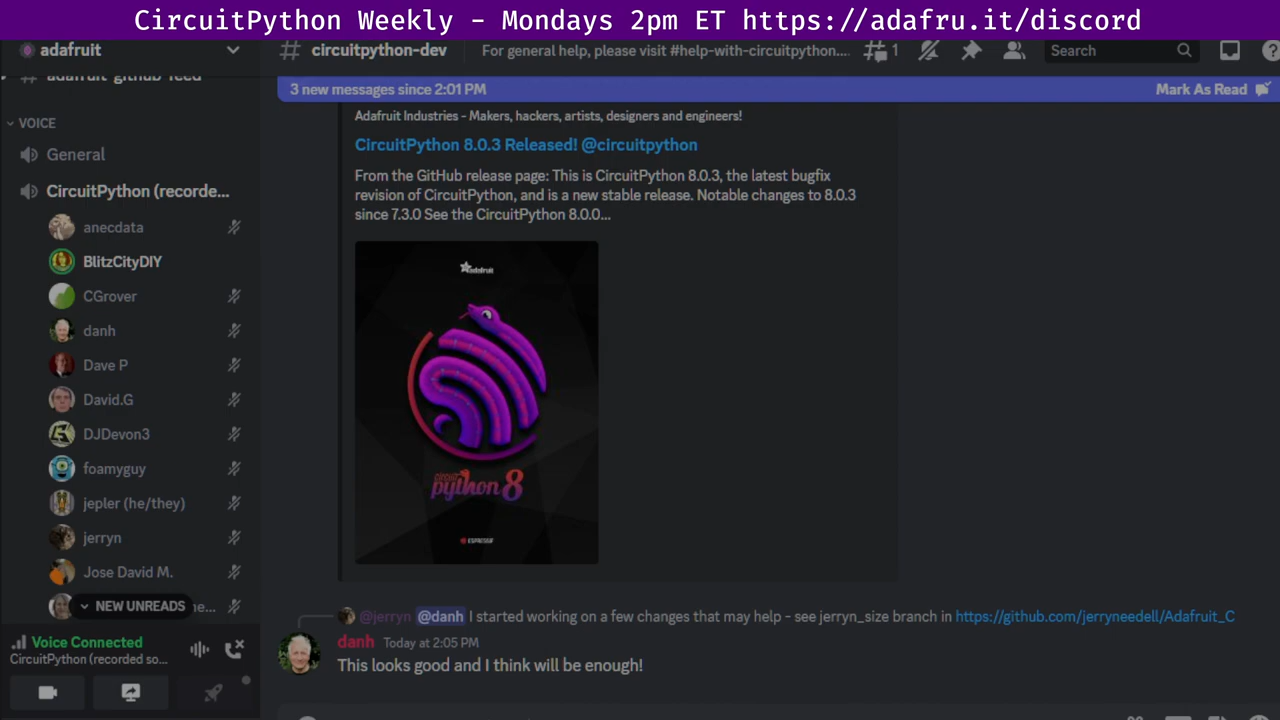 CircuitPython Weekly - Mondays 2pm ET https://adafru.it/discord
adafruit
# circuitpython-dev
For general help, please visit #help-with-circuitpython....
1
Search
# adafruit-github-feed
3 new messages since 2:01 PM
Mark As Read
VOICE
General
CircuitPython (recorde...
anecdata
BlitzCityDIY
CGrover
danh
Dave P
David.G
DJDevon3
foamyguy
jepler (he/they)
jerryn
Jose David M.
NEW UNREADS
e...
Voice Connected
CircuitPython (recorded so...
Adafruit Industries - Makers, hackers, artists, designers and engineers!
CircuitPython 8.0.3 Released! @circuitpython
From the GitHub release page: This is CircuitPython 8.0.3, the latest bugfix
revision of CircuitPython, and is a new stable release. Notable changes to 8.0.3
since 7.3.0 See the CircuitPython 8.0.0...
adafruit
CIRCUIT
python 8
ESPRESSIF
@jerryn @danh I started working on a few changes that may help - see jerryn_size branch in https://github.com/jerryneedell/Adafruit_C
danh Today at 2:05 PM
This looks good and I think will be enough!